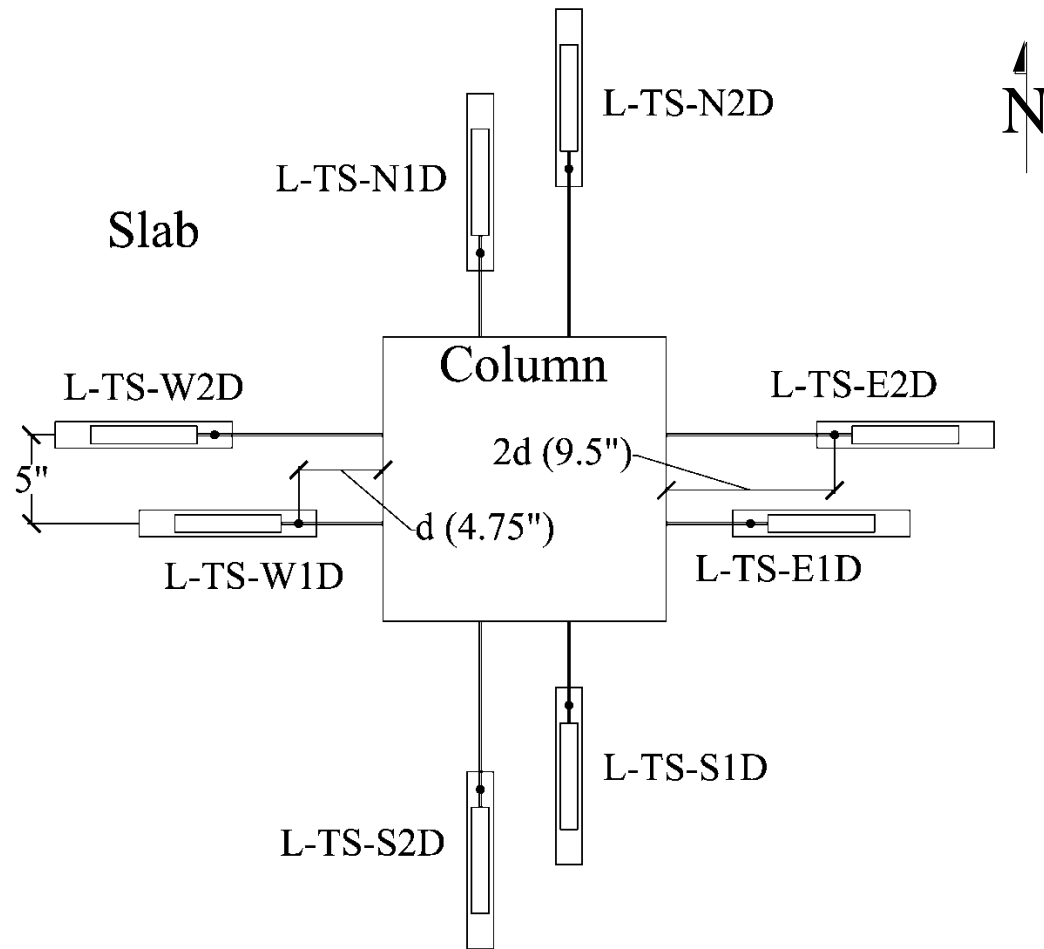 L-TS-N2D
N
L-TS-N1D
Slab
Column
L-TS-W2D
L-TS-E2D
2d (9.5")
5"
d (4.75")
L-TS-W1D
L-TS-E1D
L-TS-S1D
L-TS-S2D